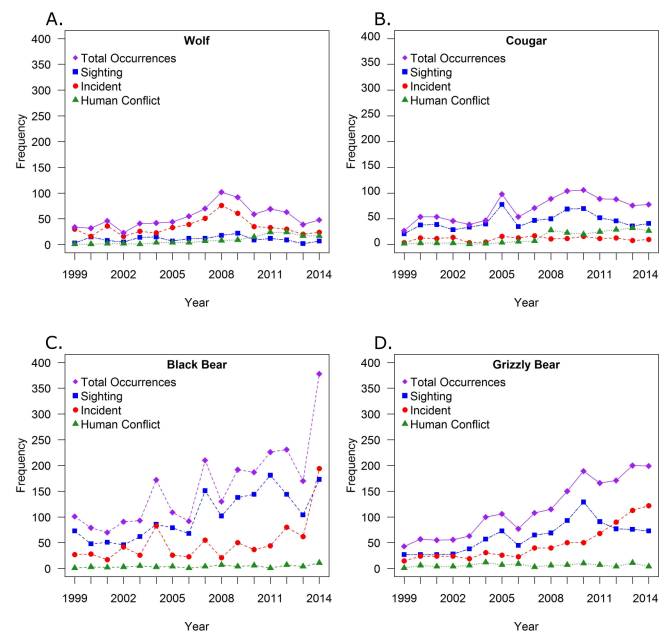 A.
Wolf
Total Occurrences
Sighting
Incident
Human Conflict
Frequency
400
350
300
250
200
150
100
50
0
1999 2002 2005 2008 2011 2014
Year
B.
Cougar
Total Occurrences
Sighting
Incident
Human Conflict
Frequency
400
350
300
250
200
150
100
50
0
1999 2002 2005 2008 2011 2014
Year
C.
Black Bear
Total Occurrences
Sighting
Incident
Human Conflict
Frequency
400
350
300
250
200
150
100
50
0
1999 2002 2005 2008 2011 2014
Year
D.
Grizzly Bear
Total Occurrences
Sighting
Incident
Human Conflict
Frequency
400
350
300
250
200
150
100
50
0
1999 2002 2005 2008 2011 2014
Year